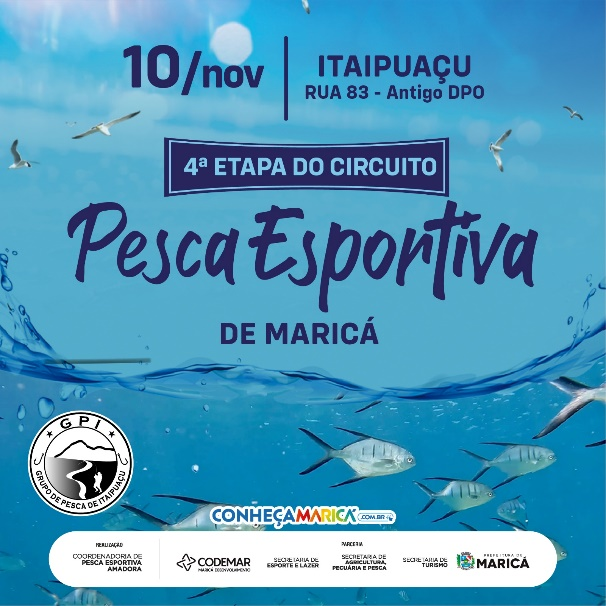 10/nov
ITAIPUAÇU
RUA 83 - Antigo DPO
4ª ETAPA DO CIRCUITO
Pesca Esportiva
DE MARICÁ
GPI
GRUPO DE PESCA DE ITAIPUAÇU
CONHEÇAMARICÁ.COM.BR
REALIZAÇÃO
COORDENADORIA DE
PESCA ESPORTIVA
AMADORA
PARCERIA
CODEMAR
MARICÁ DESENVOLVIMENTO
SECRETARIA DE
ESPORTE E LAZER
SECRETARIA DE
AGRICULTURA,
PECUÁRIA E PESCA
SECRETARIA DE
TURISMO
PREFEITURA DE
MARICÁ